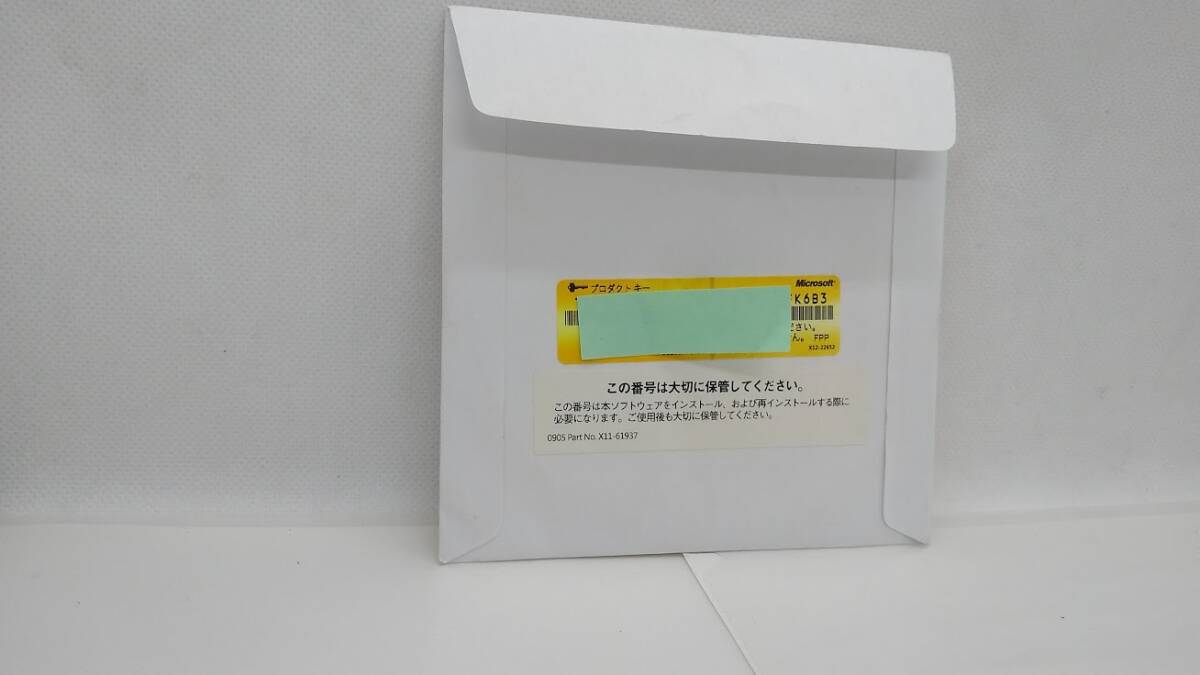 プロダクト キー Microsoft
K6B3
ださい。
ん。 FPP
X12-22652
この番号は大切に保管してください。
この番号は本ソフトウェアをインストール、および再インストールする際に
必要になります。ご使用後も大切に保管してください。
0905 Part No. X11-61937